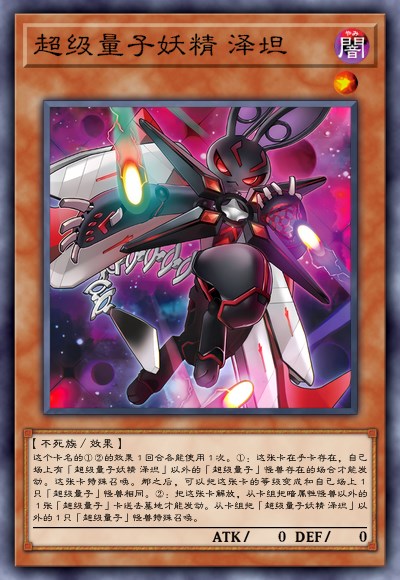 超级量子妖精 泽坦
やみ
闇
【不死族／效果】
这个卡名的①②的效果1回合各能使用1次。①：这张卡在手卡存在，自己
场上有「超级量子妖精 泽坦」以外的「超级量子」怪兽存在的场合才能发
动。这张卡特殊召唤。那之后，可以把这张卡的等级变成和自己场上1
只「超级量子」怪兽相同。②：把这张卡解放，从卡组把暗属性怪兽以外的
1张「超级量子」卡送去墓地才能发动。从卡组把「超级量子妖精 泽坦」以
外的1只「超级量子」怪兽特殊召唤。
ATK/ 0 DEF/ 0